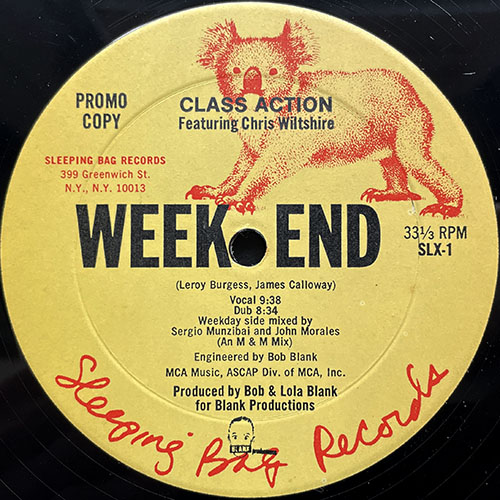 PROMO COPY
CLASS ACTION
Featuring Chris Wiltshire
SLEEPING BAG RECORDS
399 Greenwich St.
N.Y., N.Y. 10013
WEEK END
33⅓ RPM
SLX-1
(Leroy Burgess, James Calloway)
Vocal 9:38
Dub 8:34
Weekday side mixed by
Sergio Munzibai and John Morales
(An M & M Mix)
Engineered by Bob Blank
MCA Music, ASCAP Div. of MCA, Inc.
Produced by Bob & Lola Blank
for Blank Productions
BLANK
Sleeping Bag Records